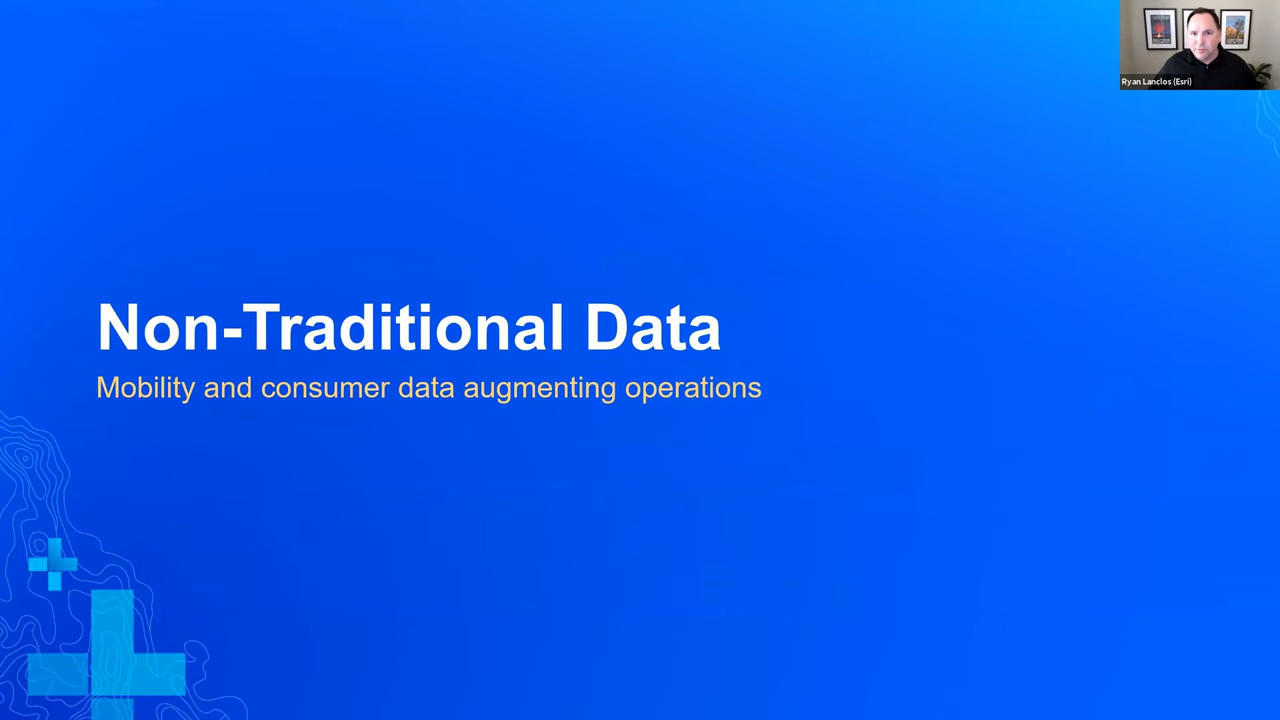 Ryan Lanclos (Esri)
Non-Traditional Data
Mobility and consumer data augmenting operations